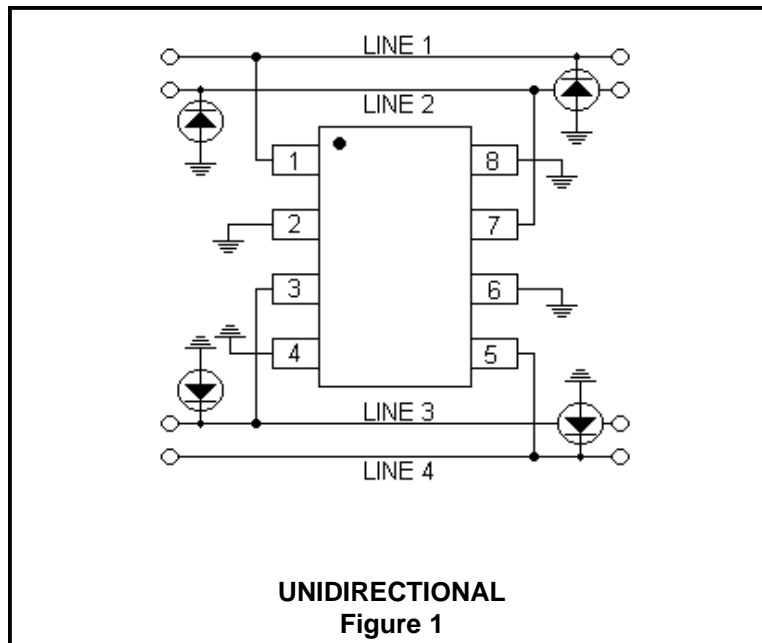 LINE 1
LINE 2
1 8
2 7
3 6
4 5
LINE 3
LINE 4
UNIDIRECTIONAL
Figure 1